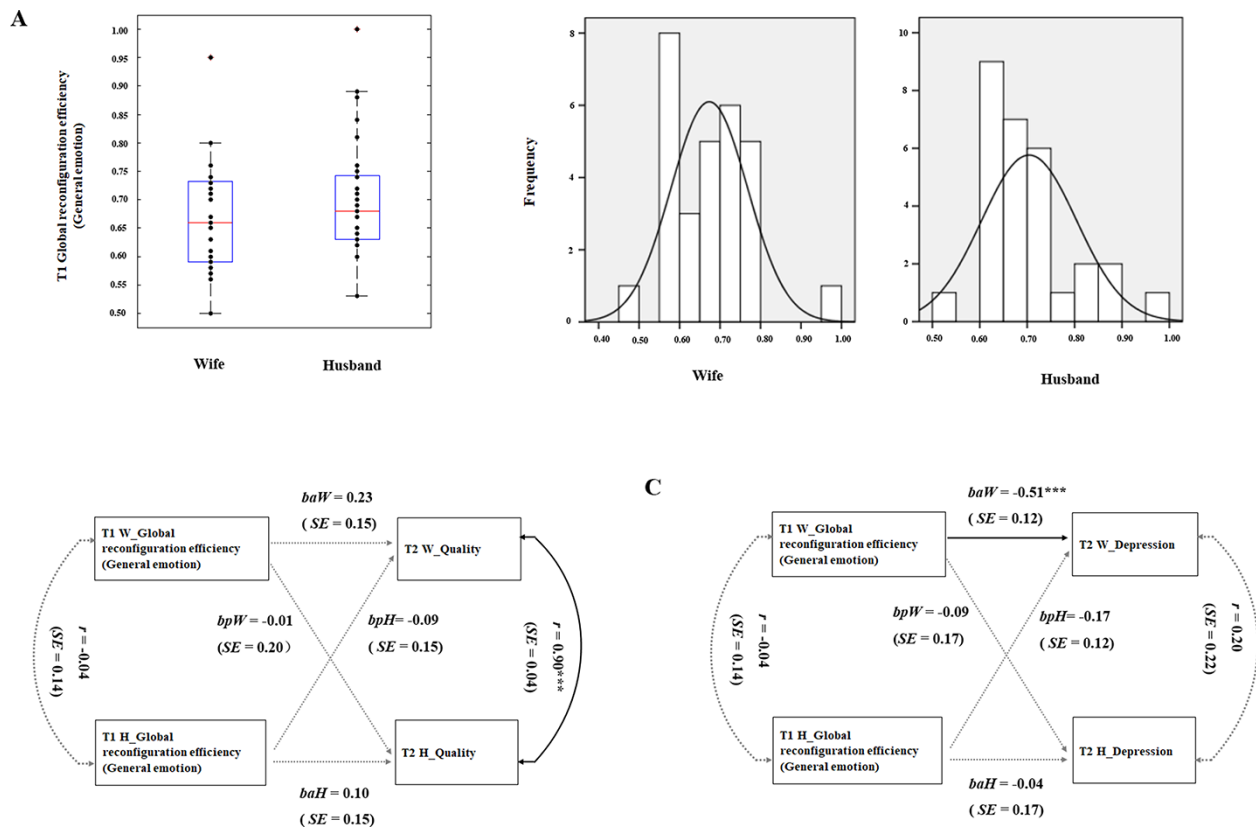 A
T1 Global reconfiguration efficiency
(General emotion)
1.00
0.95
0.90
0.85
0.80
0.75
0.70
0.65
0.60
0.55
0.50
Wife
Husband
Frequency
8
6
4
2
0
0.40
0.50
0.60
0.70
0.80
0.90
1.00
Wife
10
8
6
4
2
0
0.50
0.60
0.70
0.80
0.90
1.00
Husband
baW = 0.23
( SE = 0.15)
T1 W_Global
reconfiguration efficiency
(General emotion)
T2 W_Quality
r = -0.04
(SE = 0.14)
bpW = -0.01
(SE = 0.20)
bpH= -0.09
( SE = 0.15)
r = 0.90***
(SE = 0.04)
T1 H_Global
reconfiguration efficiency
(General emotion)
T2 H_Quality
baH = 0.10
( SE = 0.15)
C
baW = -0.51***
( SE = 0.12)
T1 W_Global
reconfiguration efficiency
(General emotion)
T2 W_Depression
r = -0.04
(SE = 0.14)
bpW = -0.09
(SE = 0.17)
bpH = -0.17
( SE = 0.12)
r = 0.20
(SE = 0.22)
T1 H_Global
reconfiguration efficiency
(General emotion)
T2 H_Depression
baH = -0.04
( SE = 0.17)